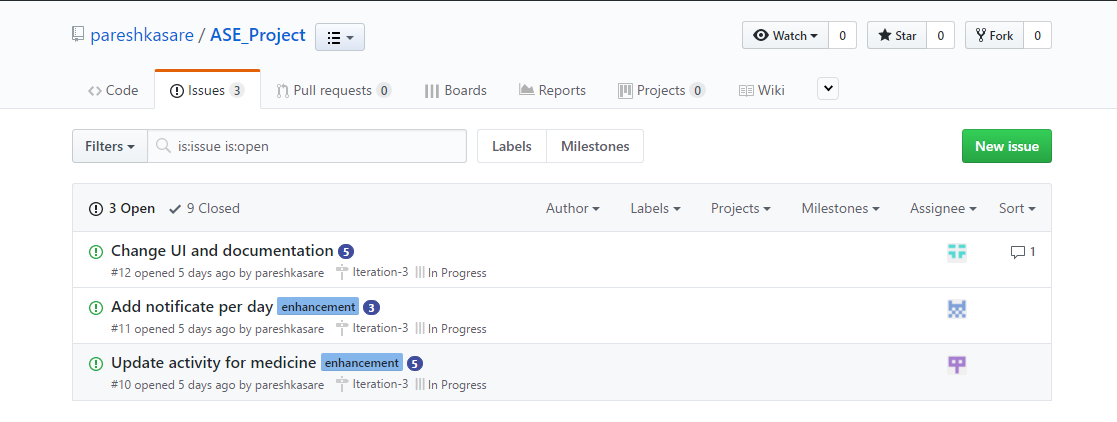 pareshkasare / ASE_Project
Watch 0 Star 0 Fork 0
Code Issues 3 Pull requests 0 Boards Reports Projects 0 Wiki
Filters is:issue is:open Labels Milestones New issue
3 Open 9 Closed Author Labels Projects Milestones Assignee Sort
Change UI and documentation 5
1
#12 opened 5 days ago by pareshkasare Iteration-3 In Progress
Add notificate per day enhancement 3
#11 opened 5 days ago by pareshkasare Iteration-3 In Progress
Update activity for medicine enhancement 5
#10 opened 5 days ago by pareshkasare Iteration-3 In Progress